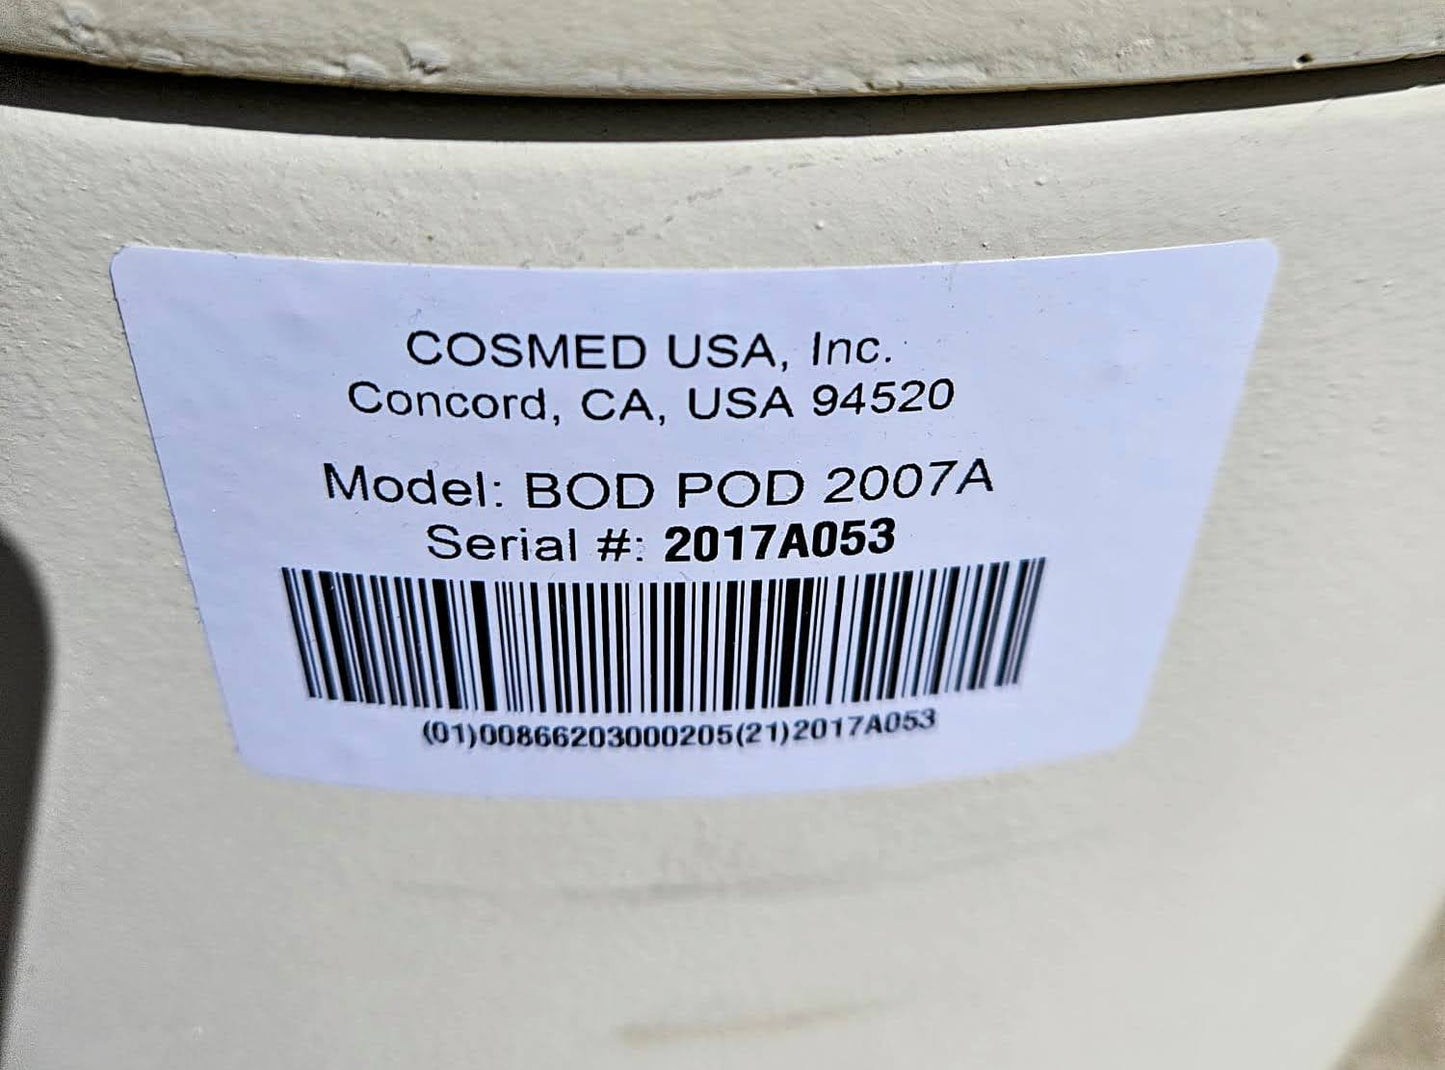 COSMED USA, Inc.
Concord, CA, USA 94520
Model: BOD POD 2007A
Serial #: 2017A053
(01)00866203000205(21)2017A053